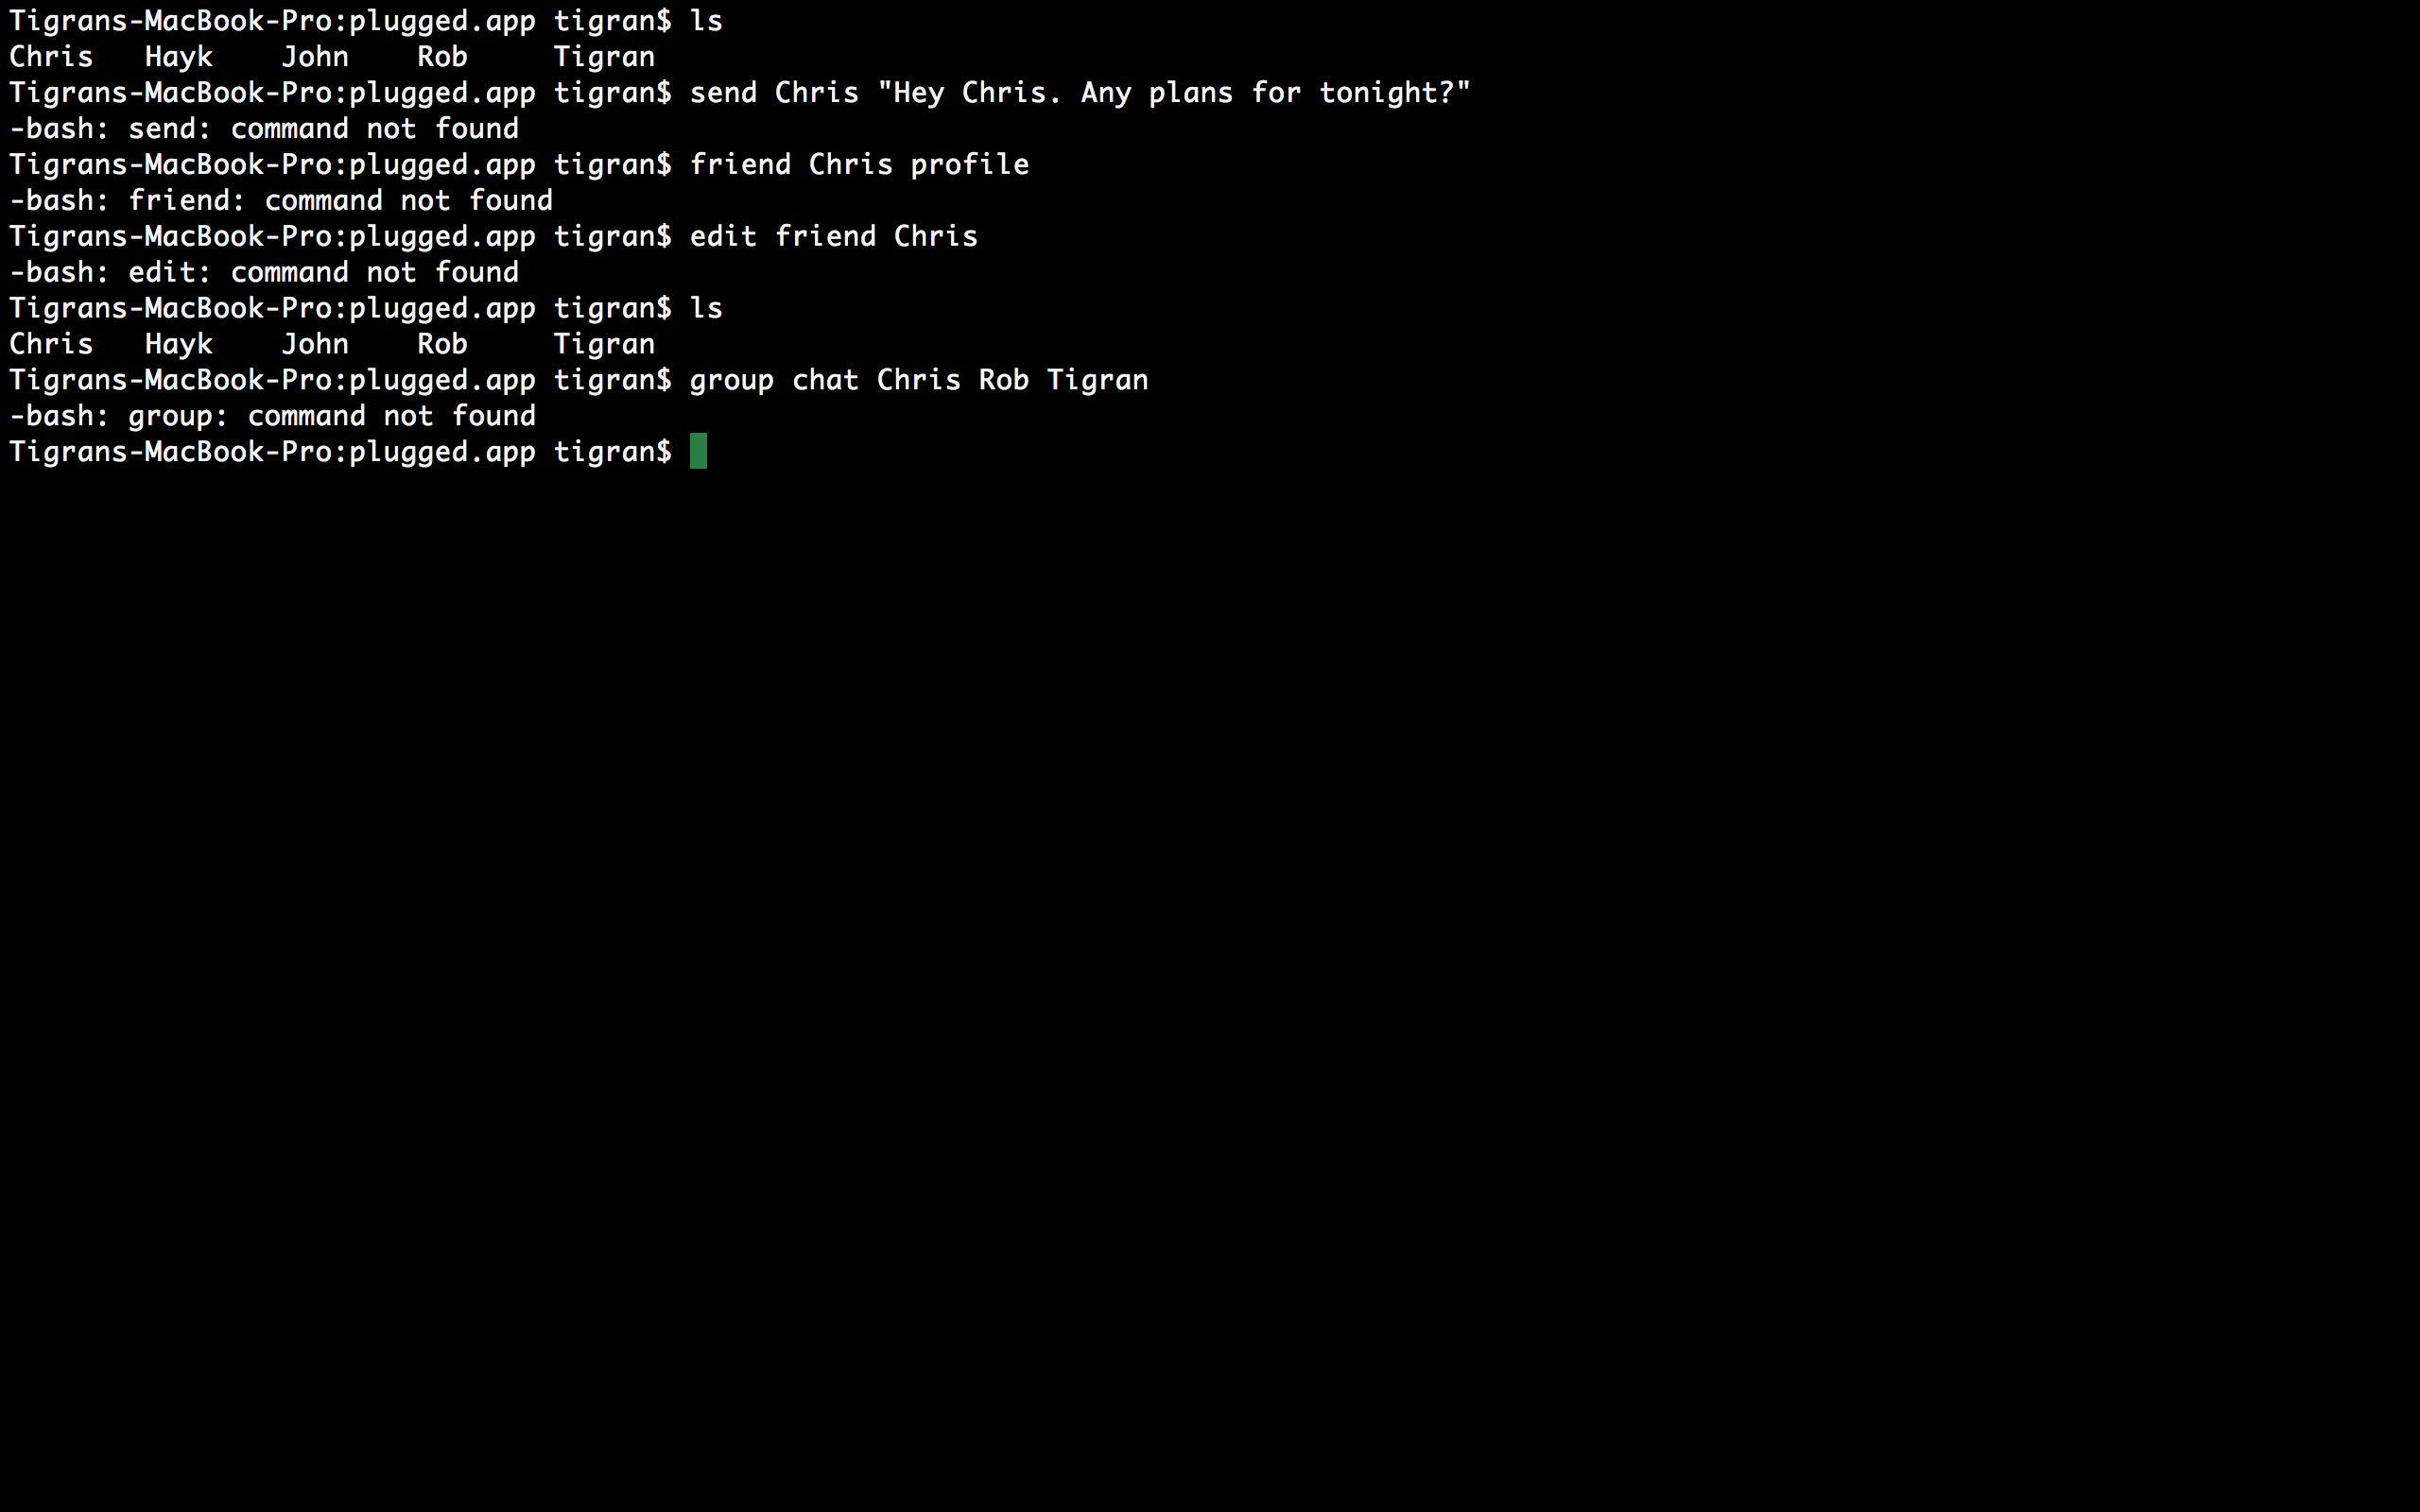 Tigrans-MacBook-Pro:plugged.app tigran$ ls
Chris   Hayk    John    Rob     Tigran
Tigrans-MacBook-Pro:plugged.app tigran$ send Chris "Hey Chris. Any plans for tonight?"
-bash: send: command not found
Tigrans-MacBook-Pro:plugged.app tigran$ friend Chris profile
-bash: friend: command not found
Tigrans-MacBook-Pro:plugged.app tigran$ edit friend Chris
-bash: edit: command not found
Tigrans-MacBook-Pro:plugged.app tigran$ ls
Chris   Hayk    John    Rob     Tigran
Tigrans-MacBook-Pro:plugged.app tigran$ group chat Chris Rob Tigran
-bash: group: command not found
Tigrans-MacBook-Pro:plugged.app tigran$